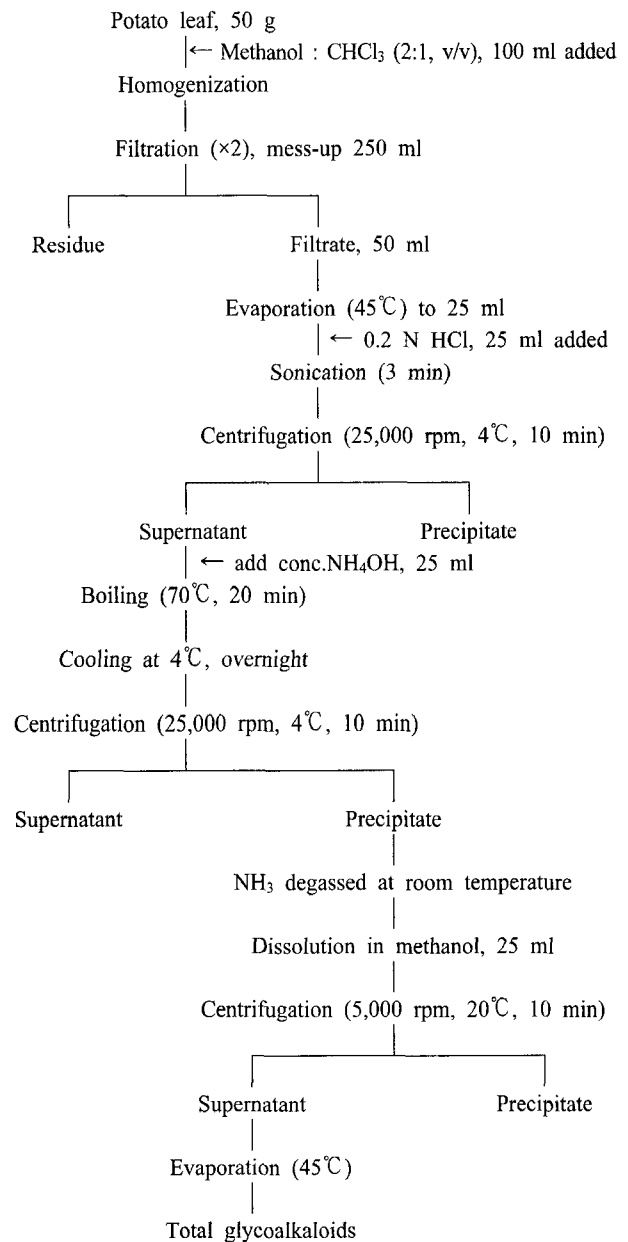 Potato leaf, 50 g
← Methanol : CHCl₃ (2:1, v/v), 100 ml added
Homogenization
Filtration (×2), mess-up 250 ml
Residue
Filtrate, 50 ml
Evaporation (45℃) to 25 ml
← 0.2 N HCl, 25 ml added
Sonication (3 min)
Centrifugation (25,000 rpm, 4℃, 10 min)
Supernatant
Precipitate
← add conc.NH₄OH, 25 ml
Boiling (70℃, 20 min)
Cooling at 4℃, overnight
Centrifugation (25,000 rpm, 4℃, 10 min)
Supernatant
Precipitate
NH₃ degassed at room temperature
Dissolution in methanol, 25 ml
Centrifugation (5,000 rpm, 20℃, 10 min)
Supernatant
Precipitate
Evaporation (45℃)
Total glycoalkaloids